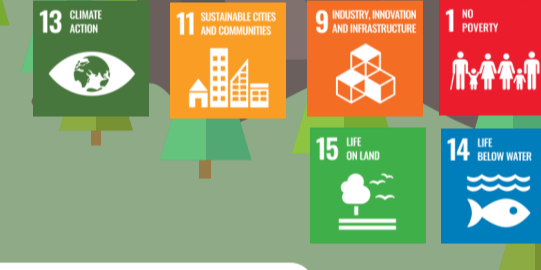 13 CLIMATE
ACTION
11 SUSTAINABLE CITIES
AND COMMUNITIES
9 INDUSTRY, INNOVATION
AND INFRASTRUCTURE
1 NO
POVERTY
15 LIFE
ON LAND
14 LIFE
BELOW WATER